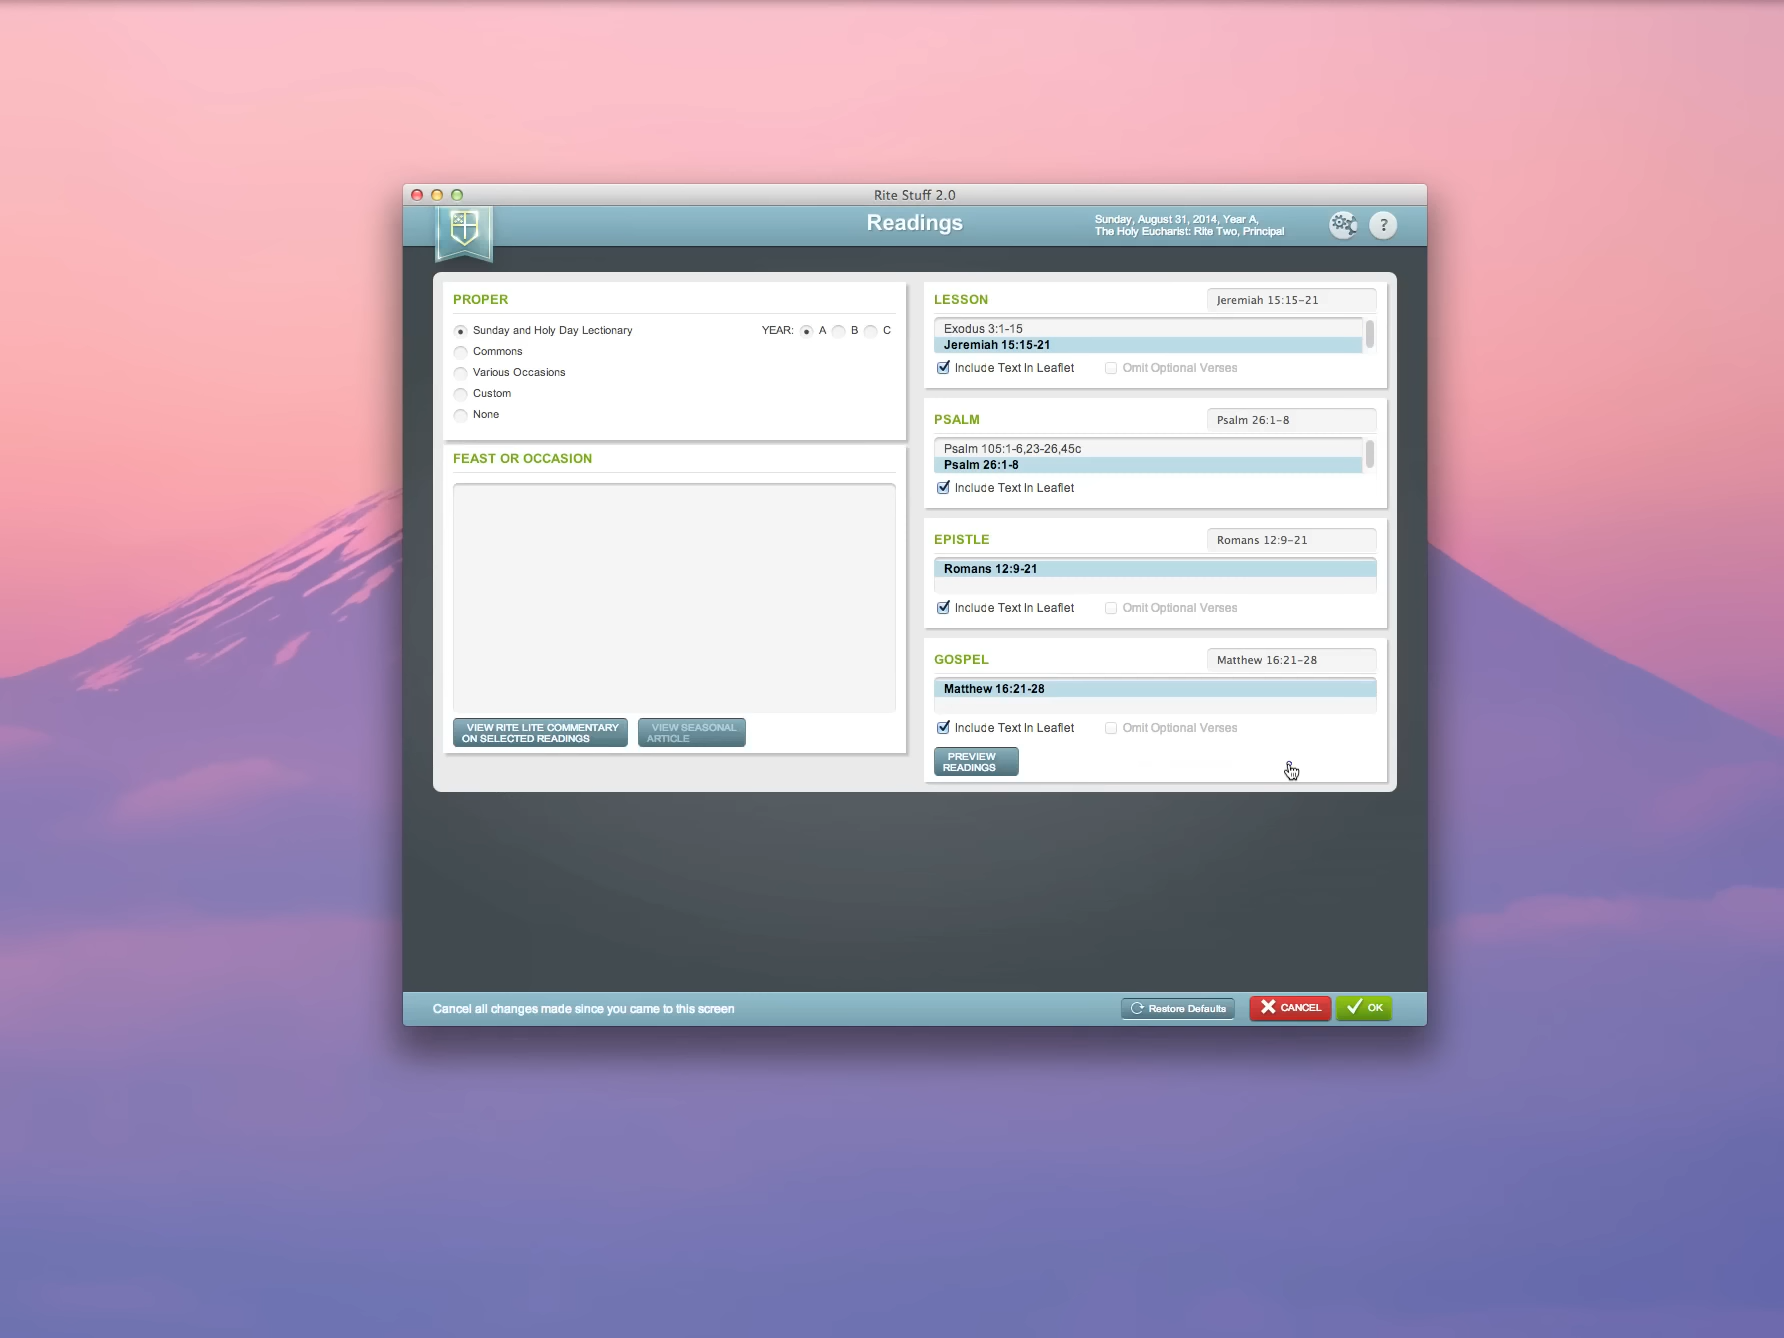 Rite Stuff 2.0
Readings
Sunday, August 31, 2014, Year A,
The Holy Eucharist: Rite Two, Principal
?
PROPER
Sunday and Holy Day Lectionary
YEAR: A B C
Commons
Various Occasions
Custom
None
FEAST OR OCCASION
VIEW RITE LITE COMMENTARY
ON SELECTED READINGS
VIEW SEASONAL
ARTICLE
LESSON
Jeremiah 15:15-21
Exodus 3:1-15
Jeremiah 15:15-21
Include Text In Leaflet
Omit Optional Verses
PSALM
Psalm 26:1-8
Psalm 105:1-6,23-26,45c
Psalm 26:1-8
Include Text In Leaflet
EPISTLE
Romans 12:9-21
Romans 12:9-21
Include Text In Leaflet
Omit Optional Verses
GOSPEL
Matthew 16:21-28
Matthew 16:21-28
Include Text In Leaflet
Omit Optional Verses
PREVIEW
READINGS
Cancel all changes made since you came to this screen
Restore Defaults
CANCEL
OK